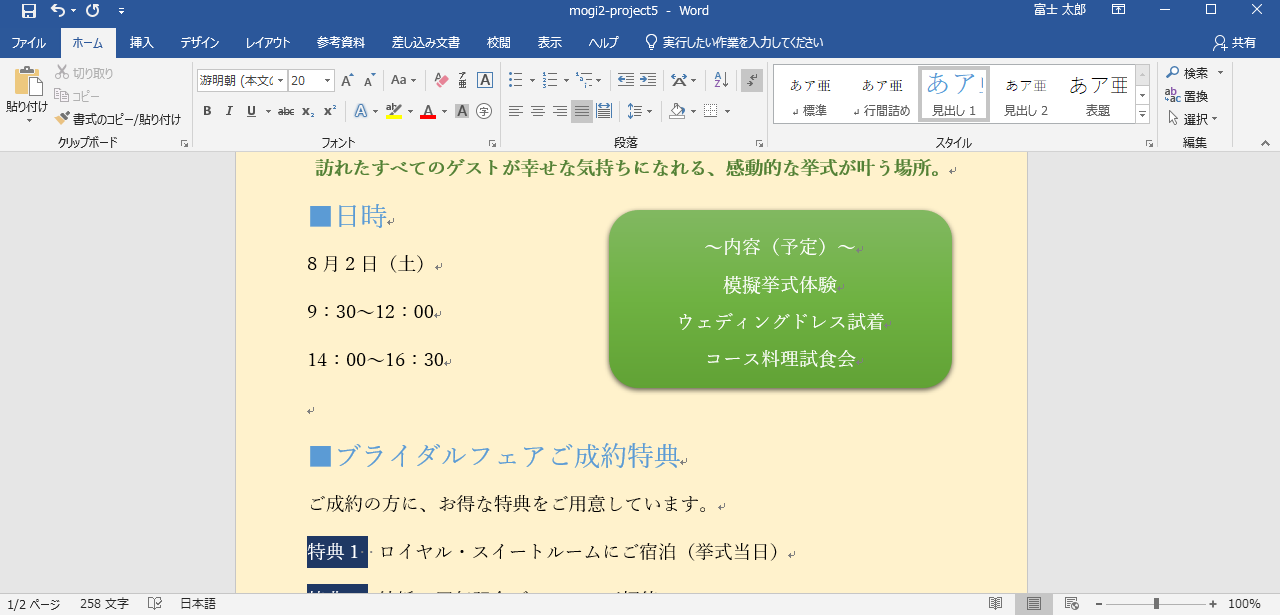 mogi2-project5 - Word
富士 太郎
ファイル ホーム 挿入 デザイン レイアウト 参考資料 差し込み文書 校閲 表示 ヘルプ 実行したい作業を入力してください 共有
貼り付け
切り取り
コピー
書式のコピー/貼り付け
クリップボード
游明朝 (本文の 20 A A Aa A
B I U abc x₂ x² A ab A A 字
フォント
段落
あア亜 標準
あア亜 行間詰め
あア 見出し 1
あア亜 見出し 2
あア亜 表題
スタイル
検索
置換
選択
編集
訪れたすべてのゲストが幸せな気持ちになれる、感動的な挙式が叶う場所。
■日時
8月2日（土）
9：30～12：00
14：00～16：30
～内容（予定）～
模擬挙式体験
ウェディングドレス試着
コース料理試食会
■ブライダルフェアご成約特典
ご成約の方に、お得な特典をご用意しています。
特典1 ロイヤル・スイートルームにご宿泊（挙式当日）
1/2 ページ 258 文字 日本語 100%